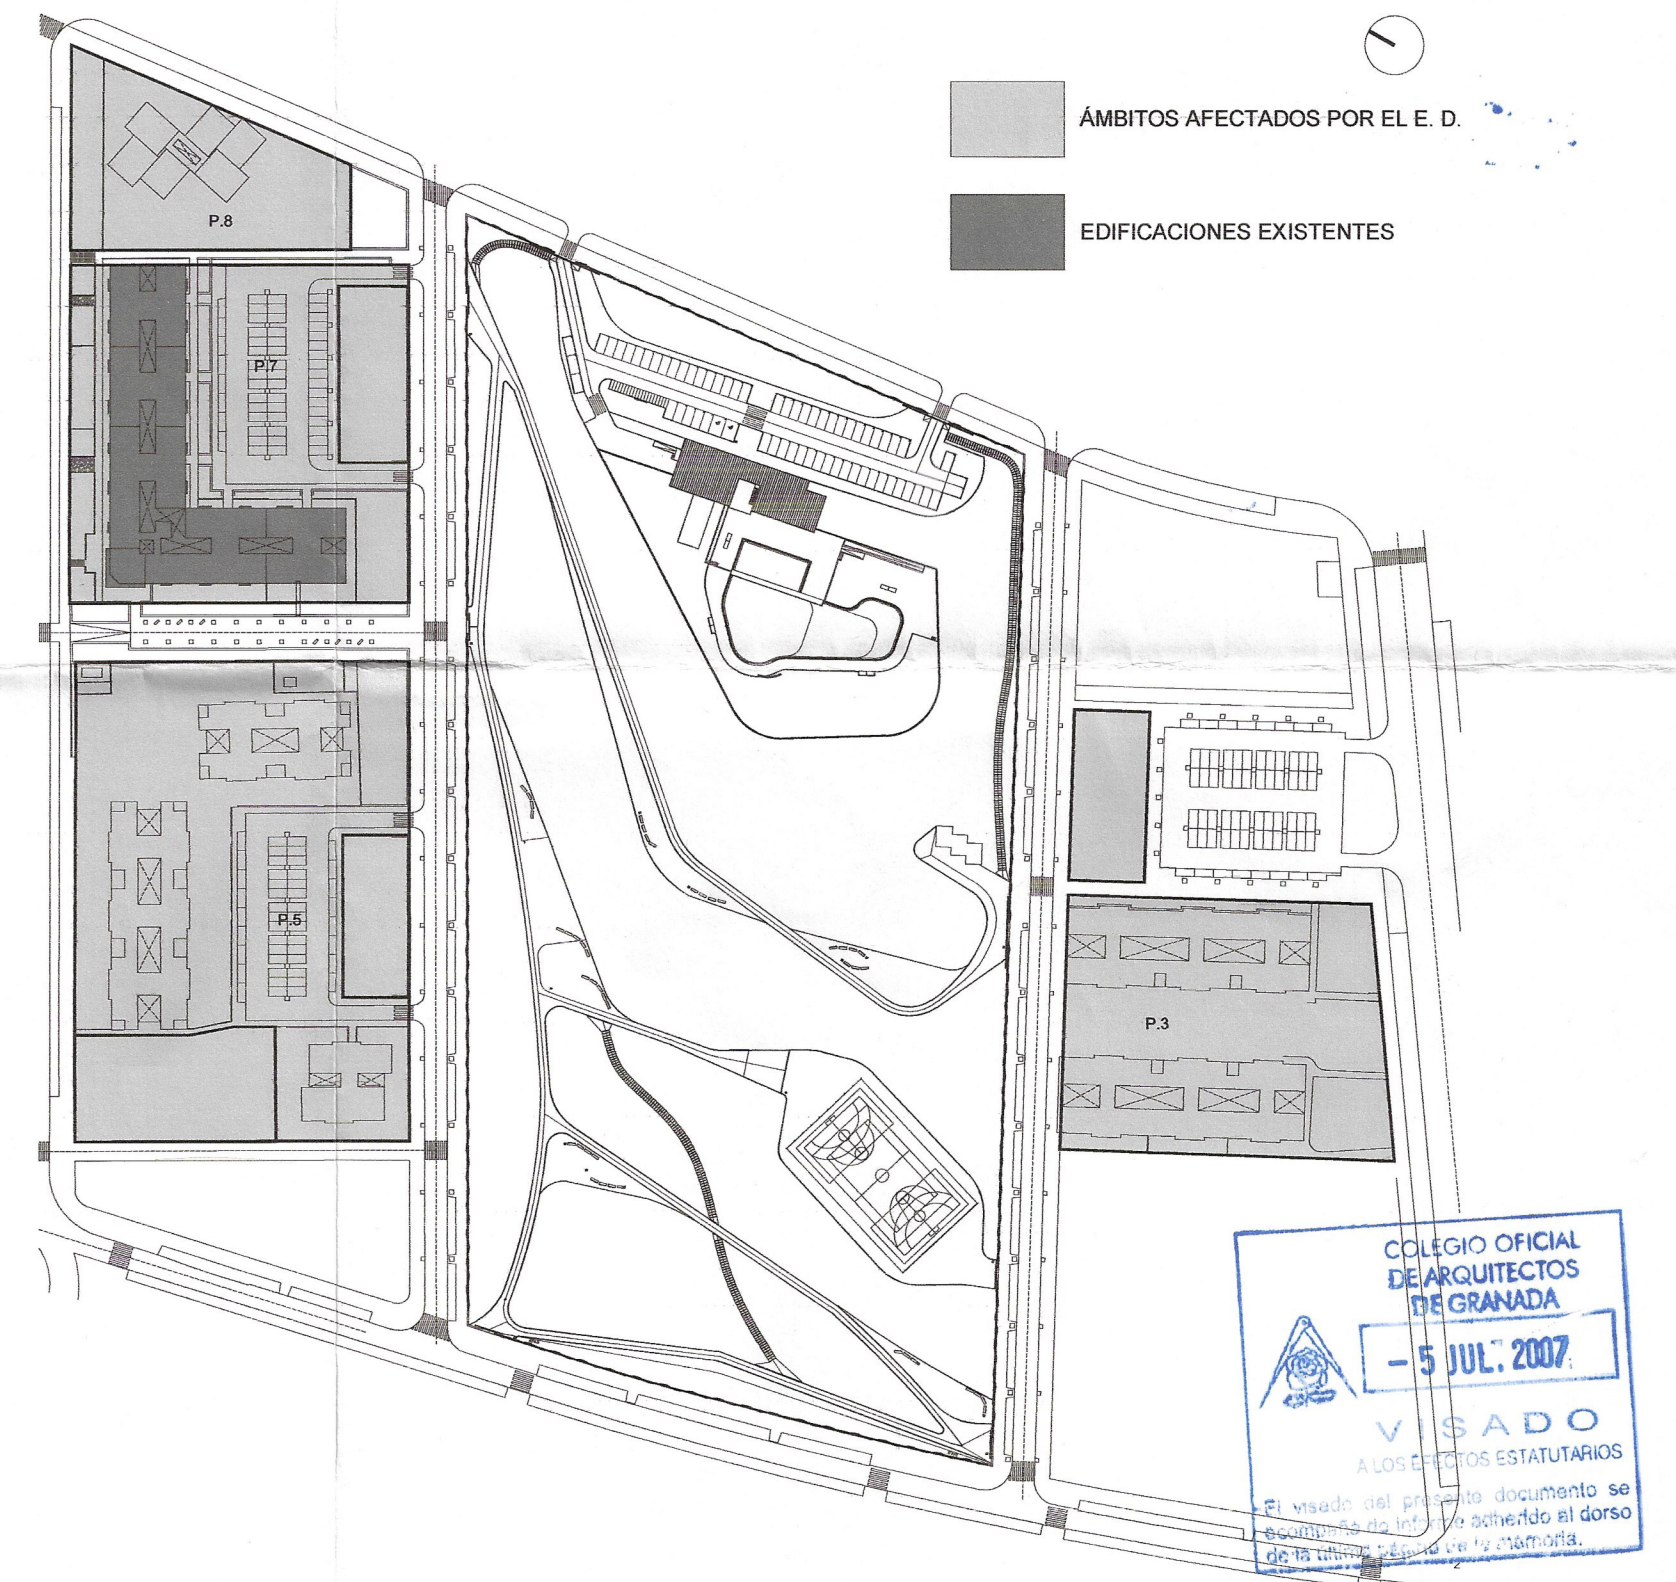 ÁMBITOS AFECTADOS POR EL E. D.
EDIFICACIONES EXISTENTES
P.8
P.7
P.5
P.3
COLEGIO OFICIAL
DE ARQUITECTOS
DE GRANADA
- 5 JUL. 2007
VISADO
A LOS EFECTOS ESTATUTARIOS
El visado del presente documento se
acompaña de informe adherido al dorso
de la última página de la memoria.
2